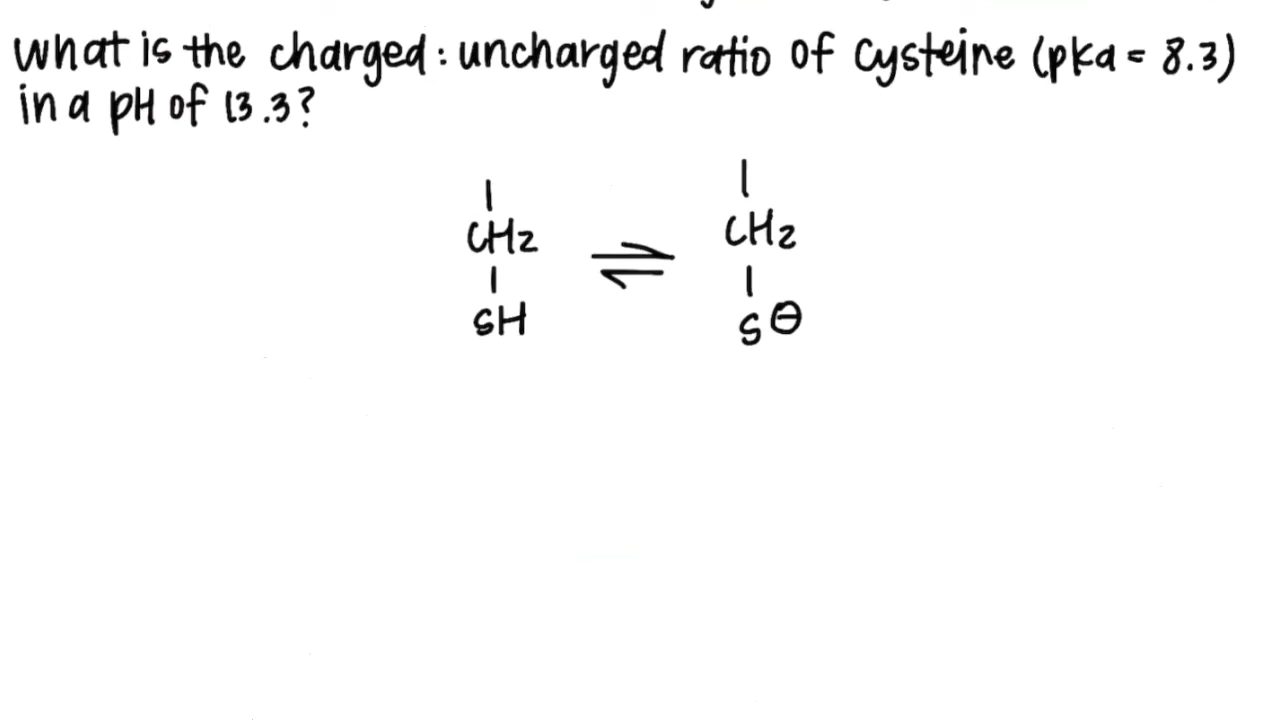 what is the charged : uncharged ratio of cysteine (pka = 8.3)
in a pH of 13.3?
| |
CH2 ⇌ CH2
| |
SH S⊖